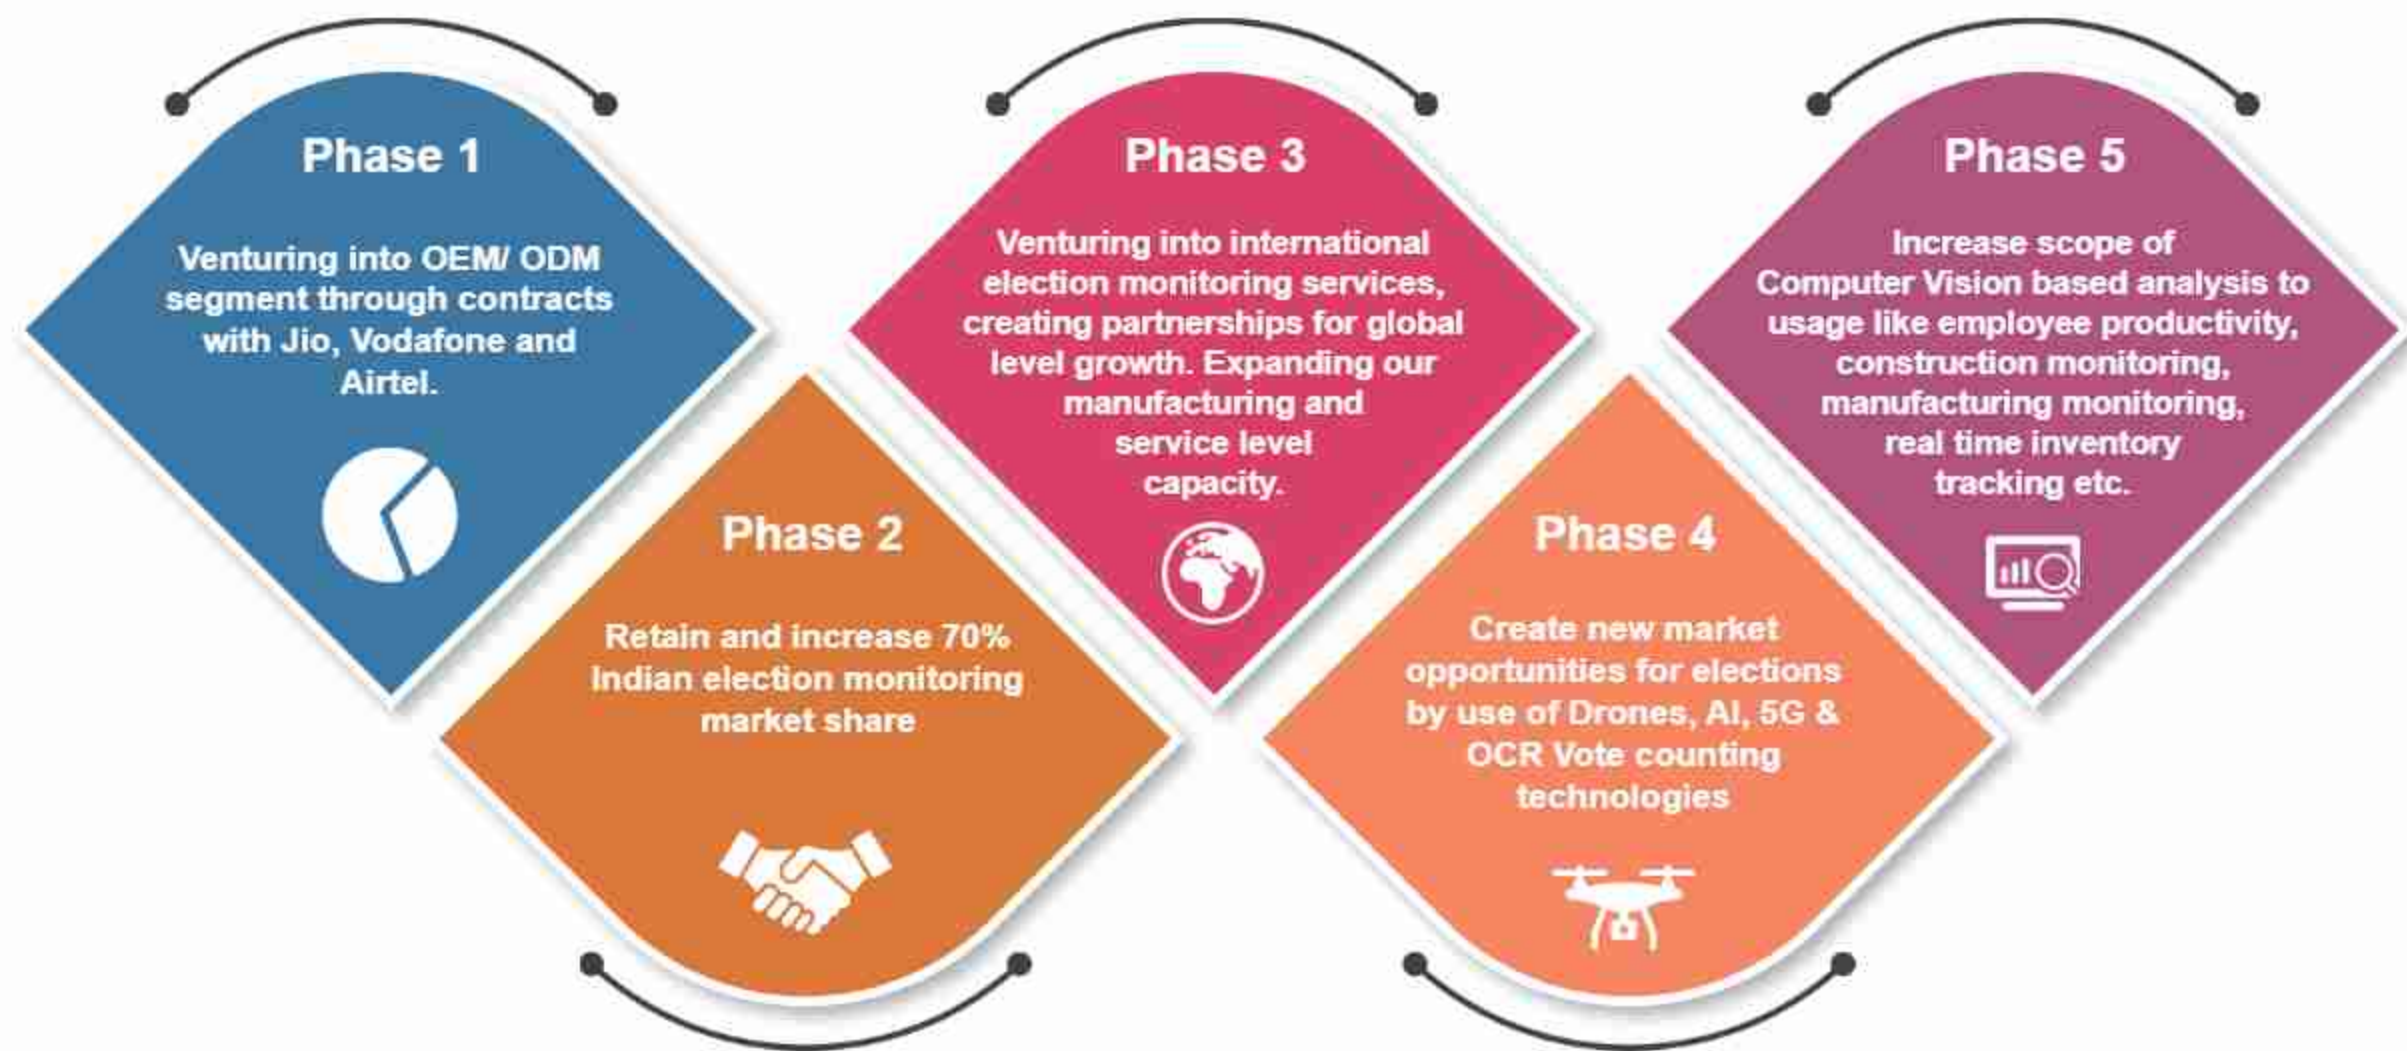 Phase 1
Venturing into OEM/ ODM
segment through contracts
with Jio, Vodafone and
Airtel.
Phase 2
Retain and increase 70%
Indian election monitoring
market share
Phase 3
Venturing into international
election monitoring services,
creating partnerships for global
level growth. Expanding our
manufacturing and
service level
capacity.
Phase 4
Create new market
opportunities for elections
by use of Drones, AI, 5G &
OCR Vote counting
technologies
Phase 5
Increase scope of
Computer Vision based analysis to
usage like employee productivity,
construction monitoring,
manufacturing monitoring,
real time inventory
tracking etc.